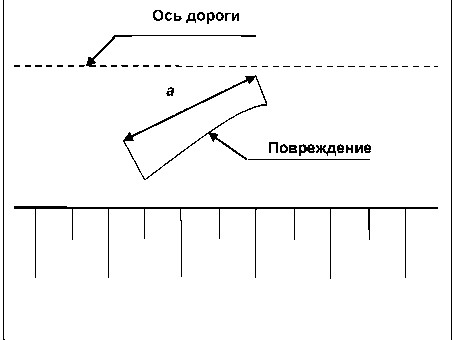 Ось дороги
a
Повреждение